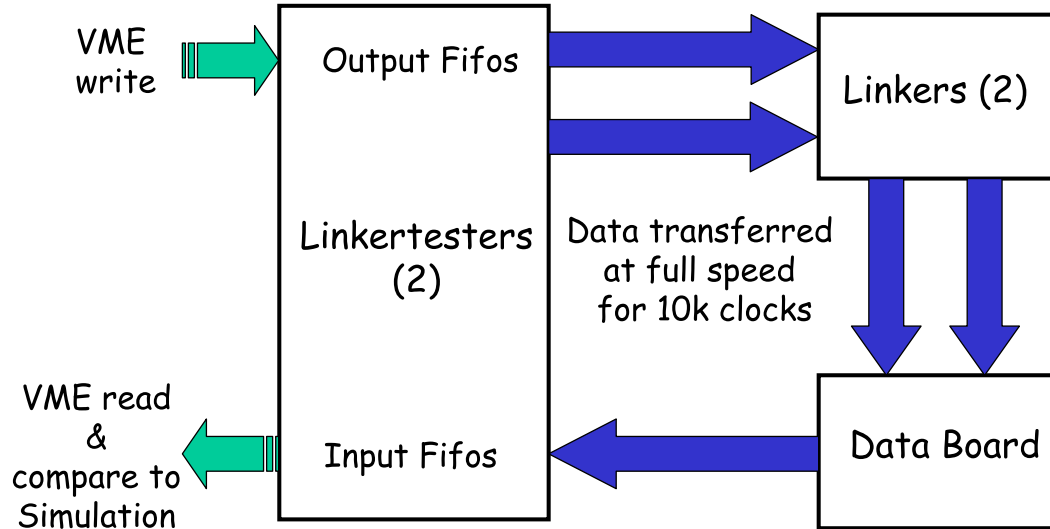 VME
write
Output Fifos
Linkers (2)
Linkertesters
(2)
Data transferred
at full speed
for 10k clocks
VME read
&
compare to
Simulation
Input Fifos
Data Board